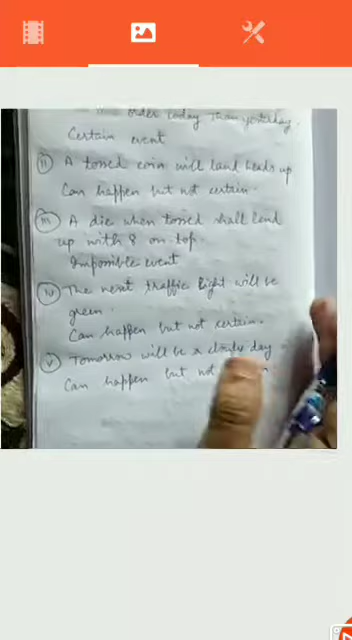 order today than yesterday.
Certain event
(ii) A tossed coin will land heads up
Can happen but not certain.
(iii) A die when tossed shall land
up with 8 on top.
Impossible event
(iv) The next traffic light will be
green.
Can happen but not certain.
(v) Tomorrow will be a cloudy day
Can happen but not